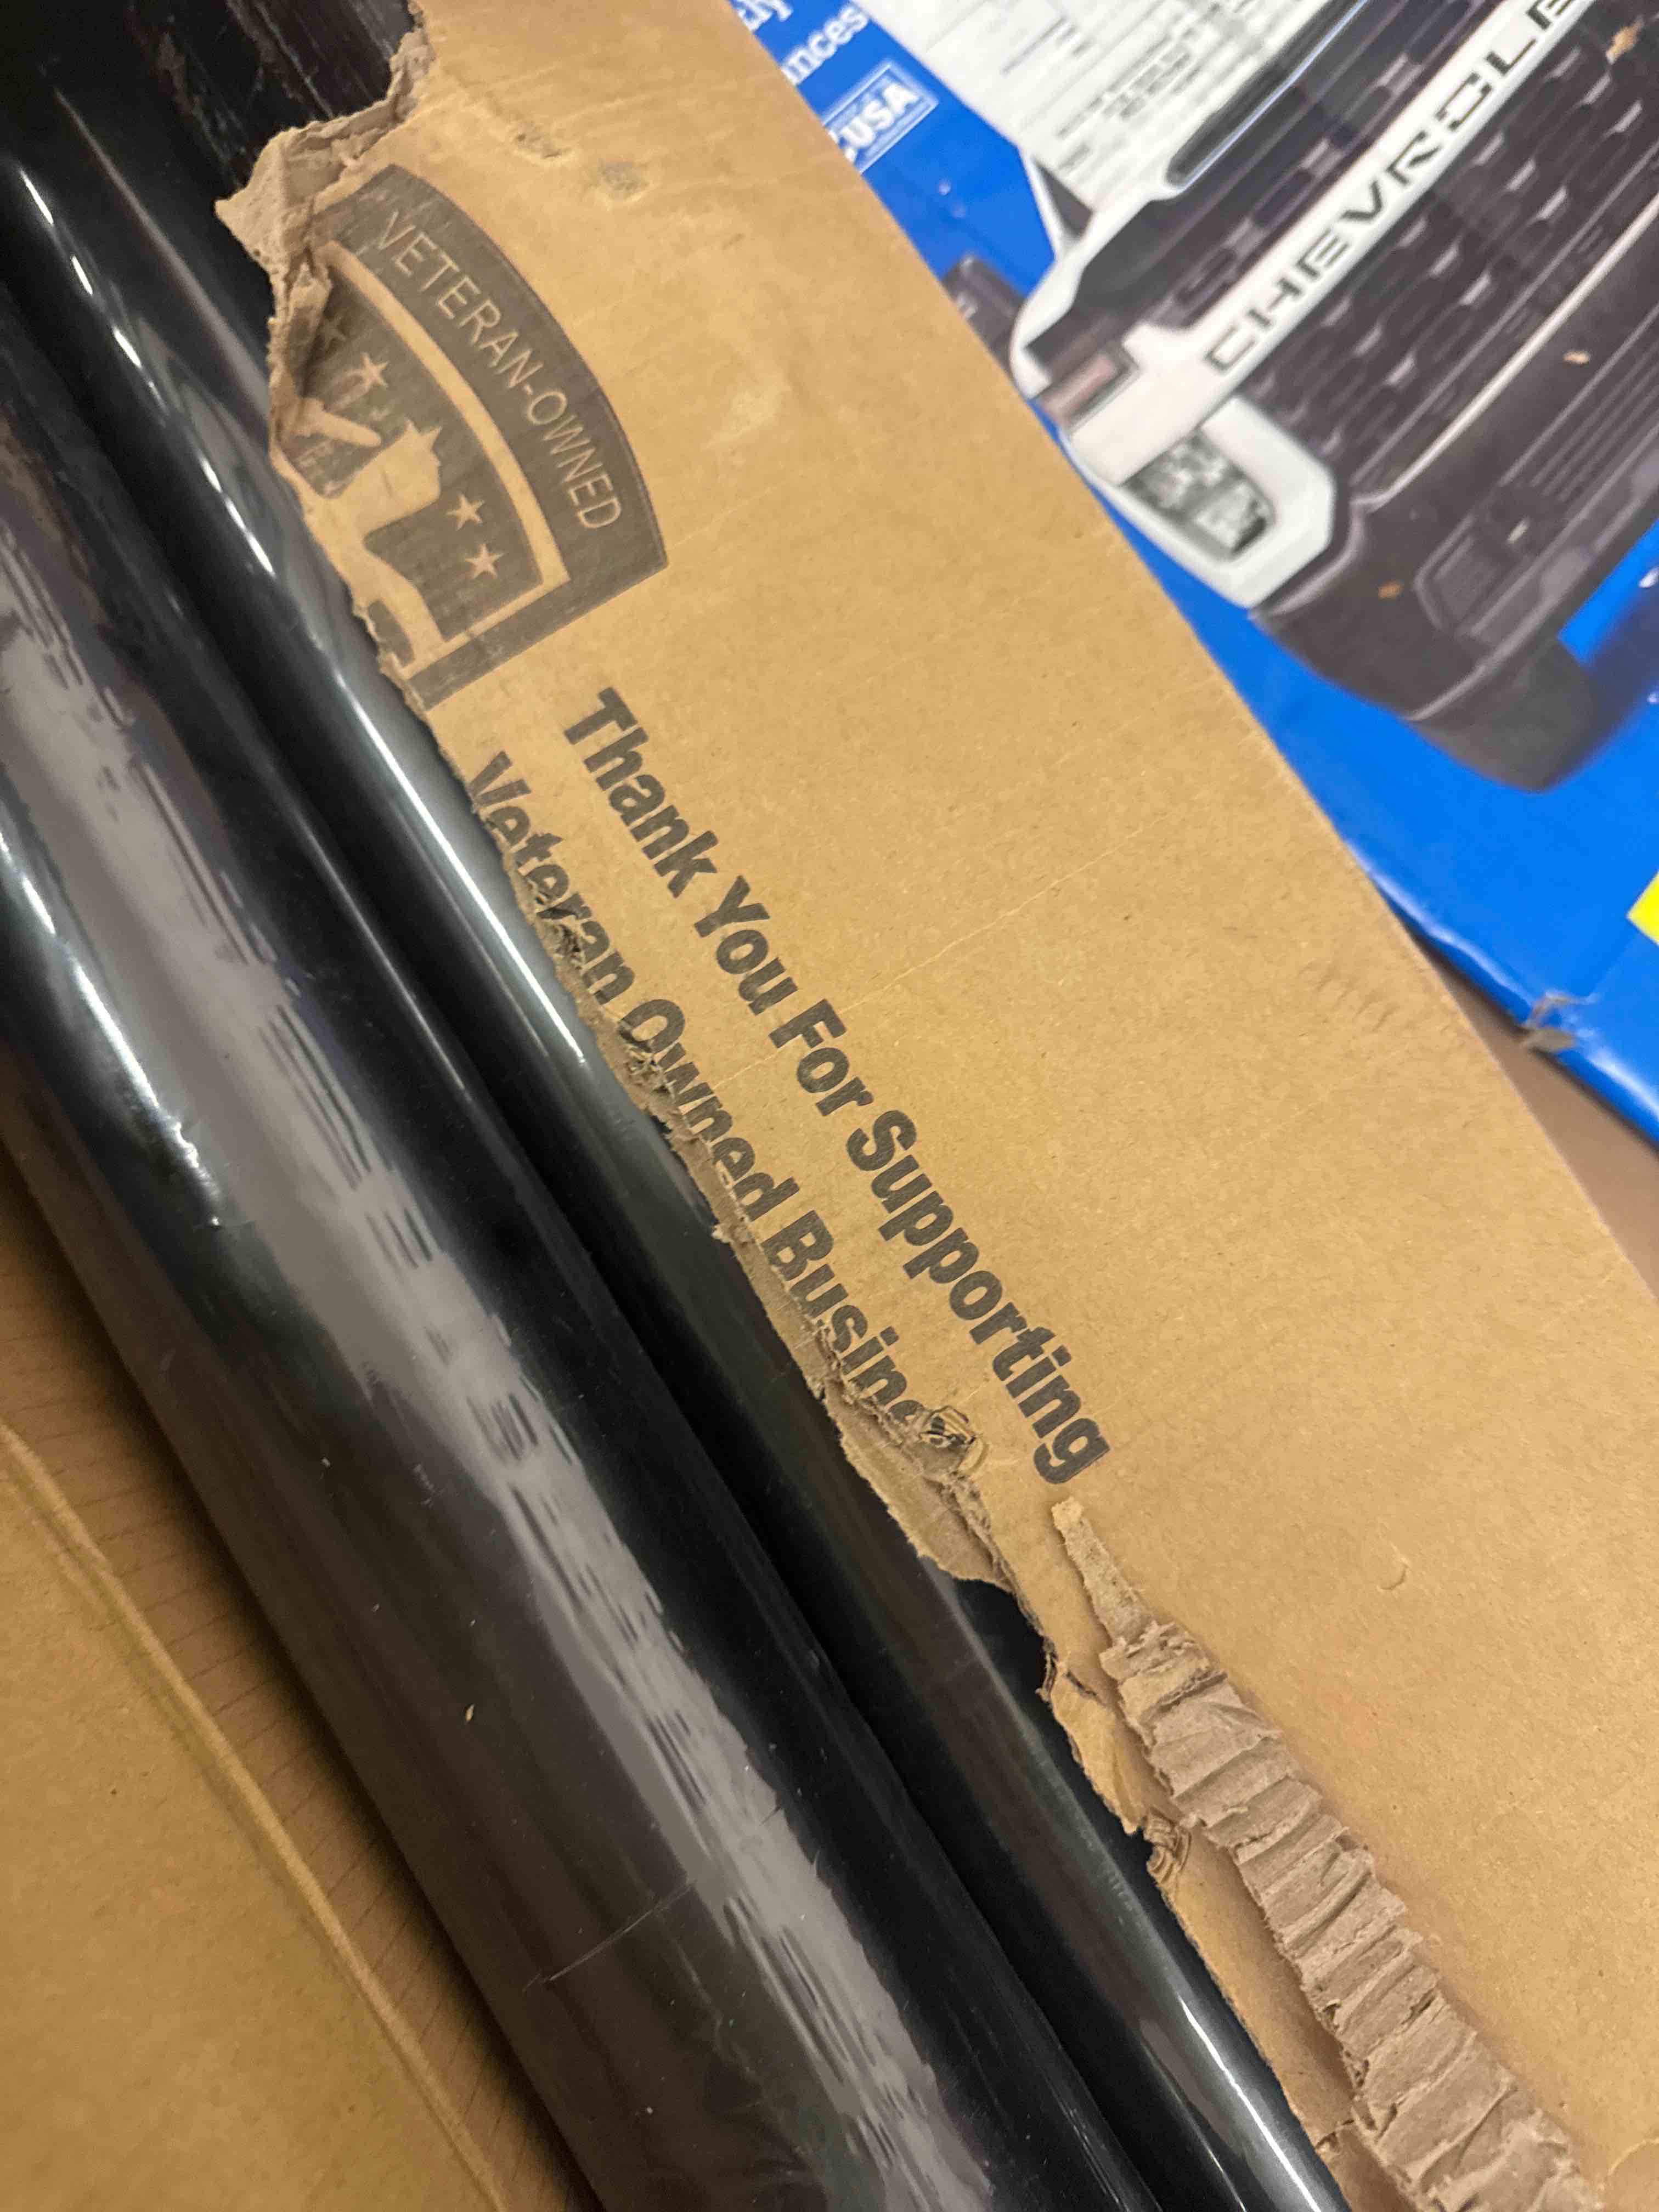 VETERAN-OWNED
Thank You For Supporting
Veteran Owned Busine
USA
CHEVROLE